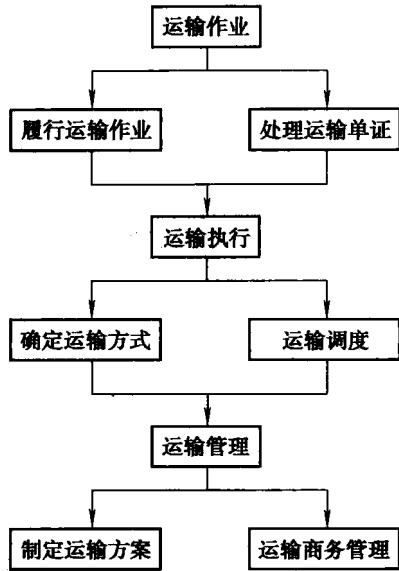 运输作业
履行运输作业
处理运输单证
运输执行
确定运输方式
运输调度
运输管理
制定运输方案
运输商务管理